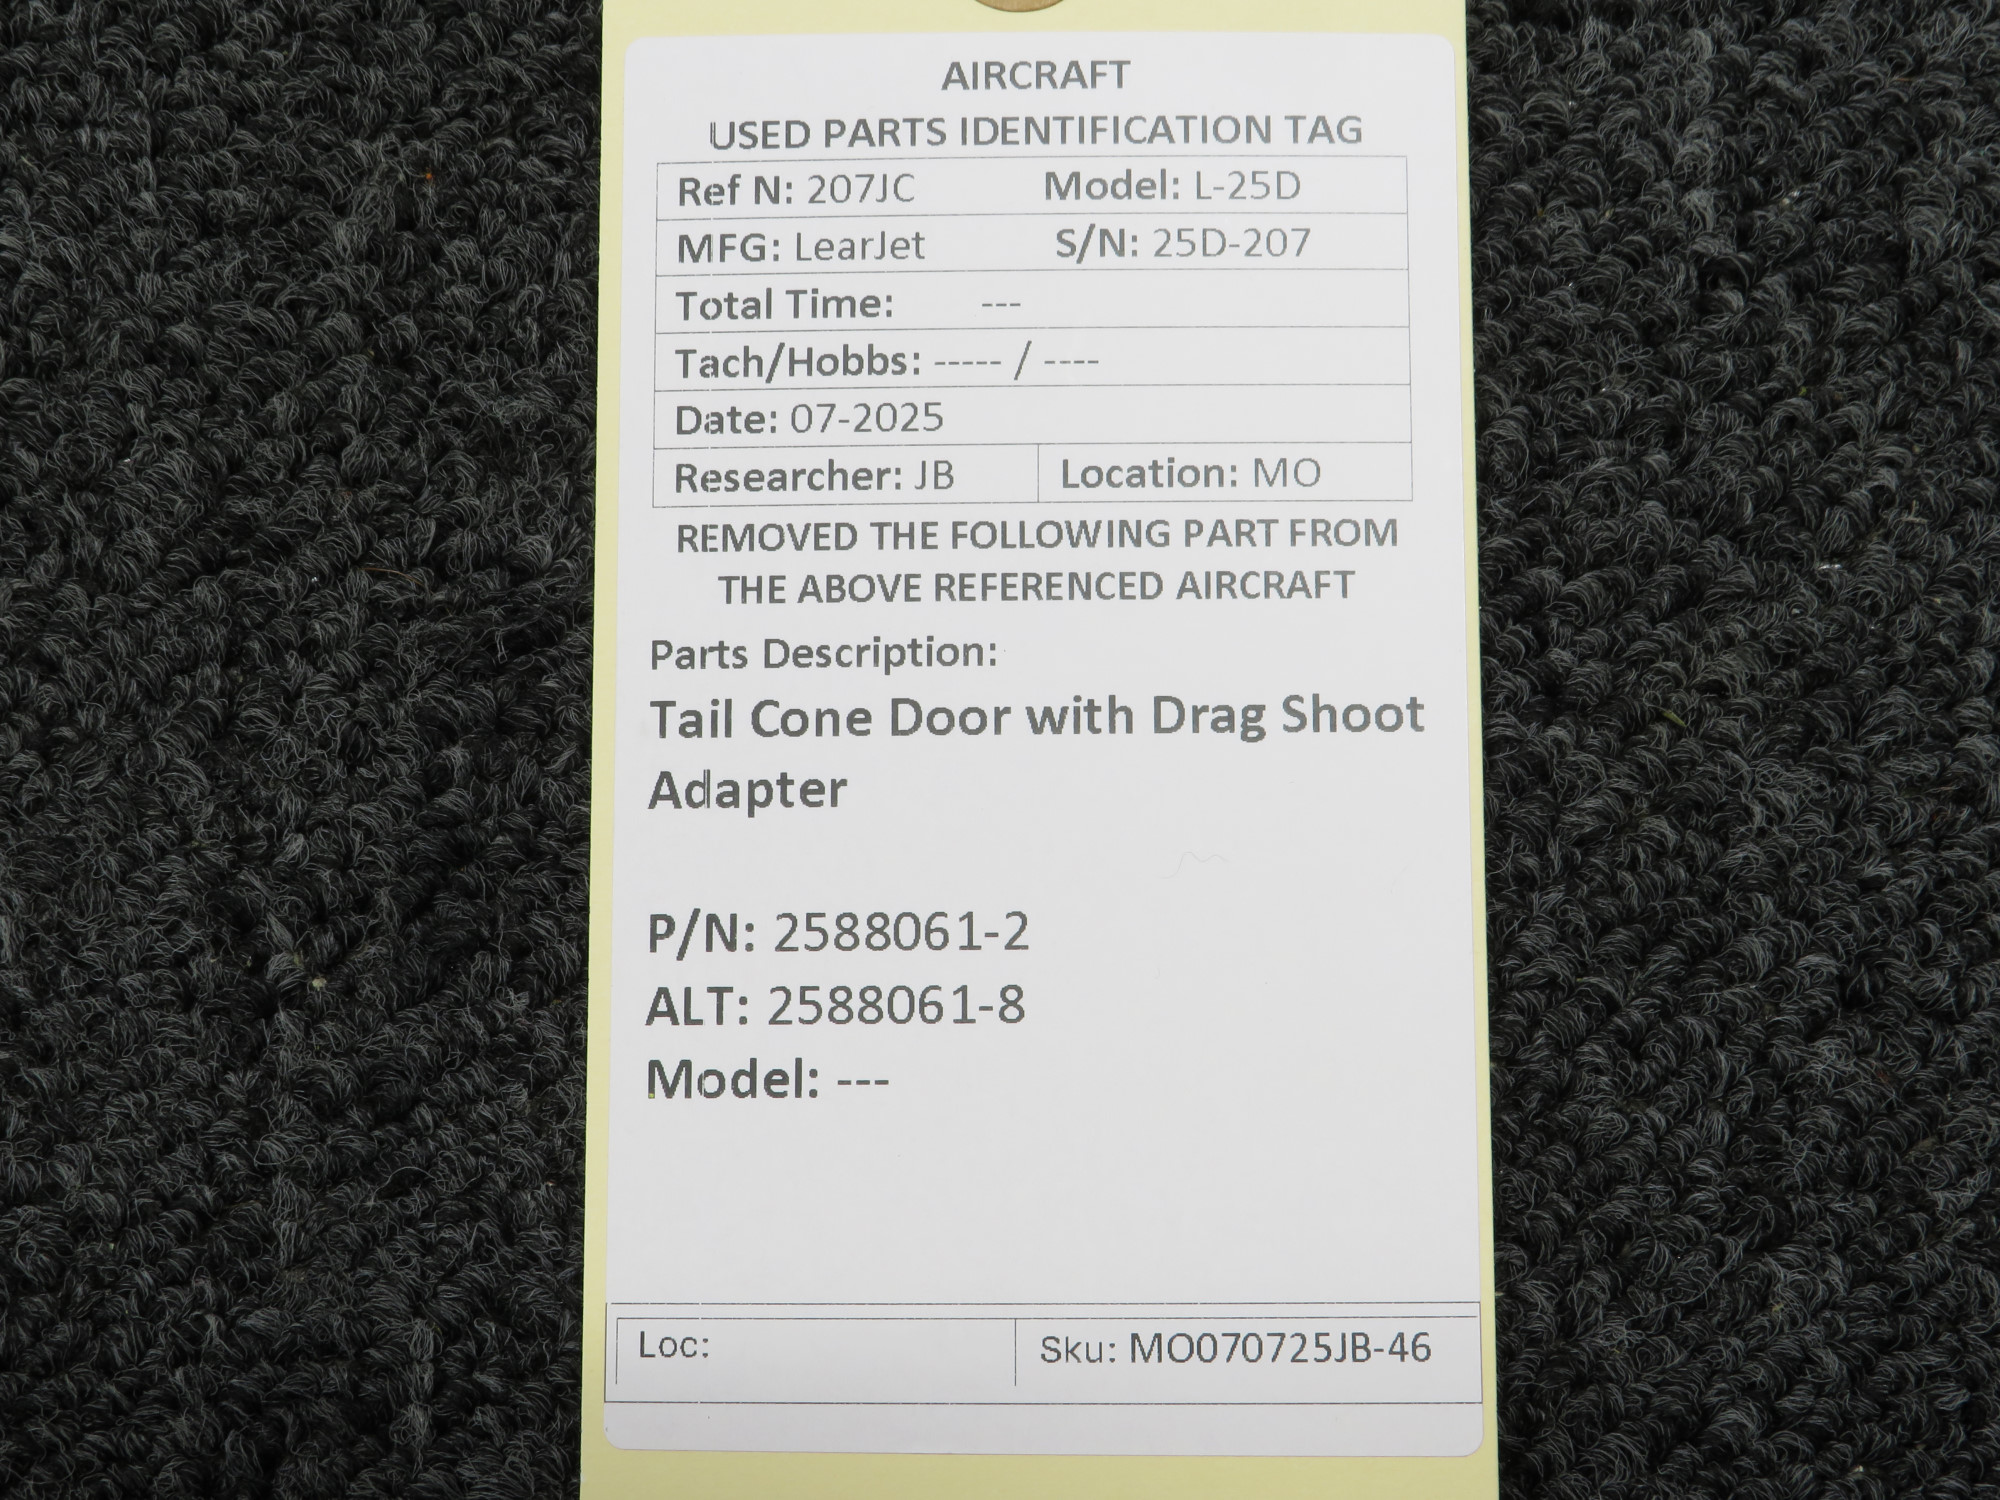 AIRCRAFT
USED PARTS IDENTIFICATION TAG
Ref N: 207JC Model: L-25D
MFG: LearJet S/N: 25D-207
Total Time: ---
Tach/Hobbs: ----- / ----
Date: 07-2025
Researcher: JB Location: MO
REMOVED THE FOLLOWING PART FROM
THE ABOVE REFERENCED AIRCRAFT
Parts Description:
Tail Cone Door with Drag Shoot
Adapter
P/N: 2588061-2
ALT: 2588061-8
Model: ---
Loc: Sku: MO070725JB-46